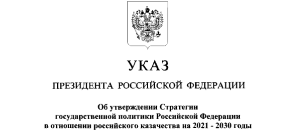 УКАЗ
ПРЕЗИДЕНТА РОССИЙСКОЙ ФЕДЕРАЦИИ
Об утверждении Стратегии
государственной политики Российской Федерации
в отношении российского казачества на 2021 - 2030 годы